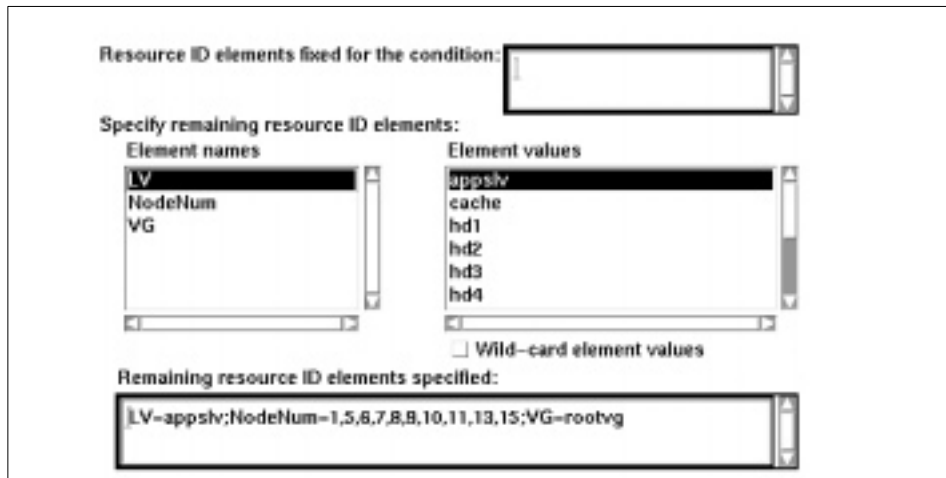 Resource ID elements fixed for the condition:
Specify remaining resource ID elements:
Element names
Element values
LV
NodeNum
VG
appslv
cache
hd1
hd2
hd3
hd4
Wild-card element values
Remaining resource ID elements specified:
LV=appslv;NodeNum=1,5,6,7,8,9,10,11,13,15;VG=rootvg